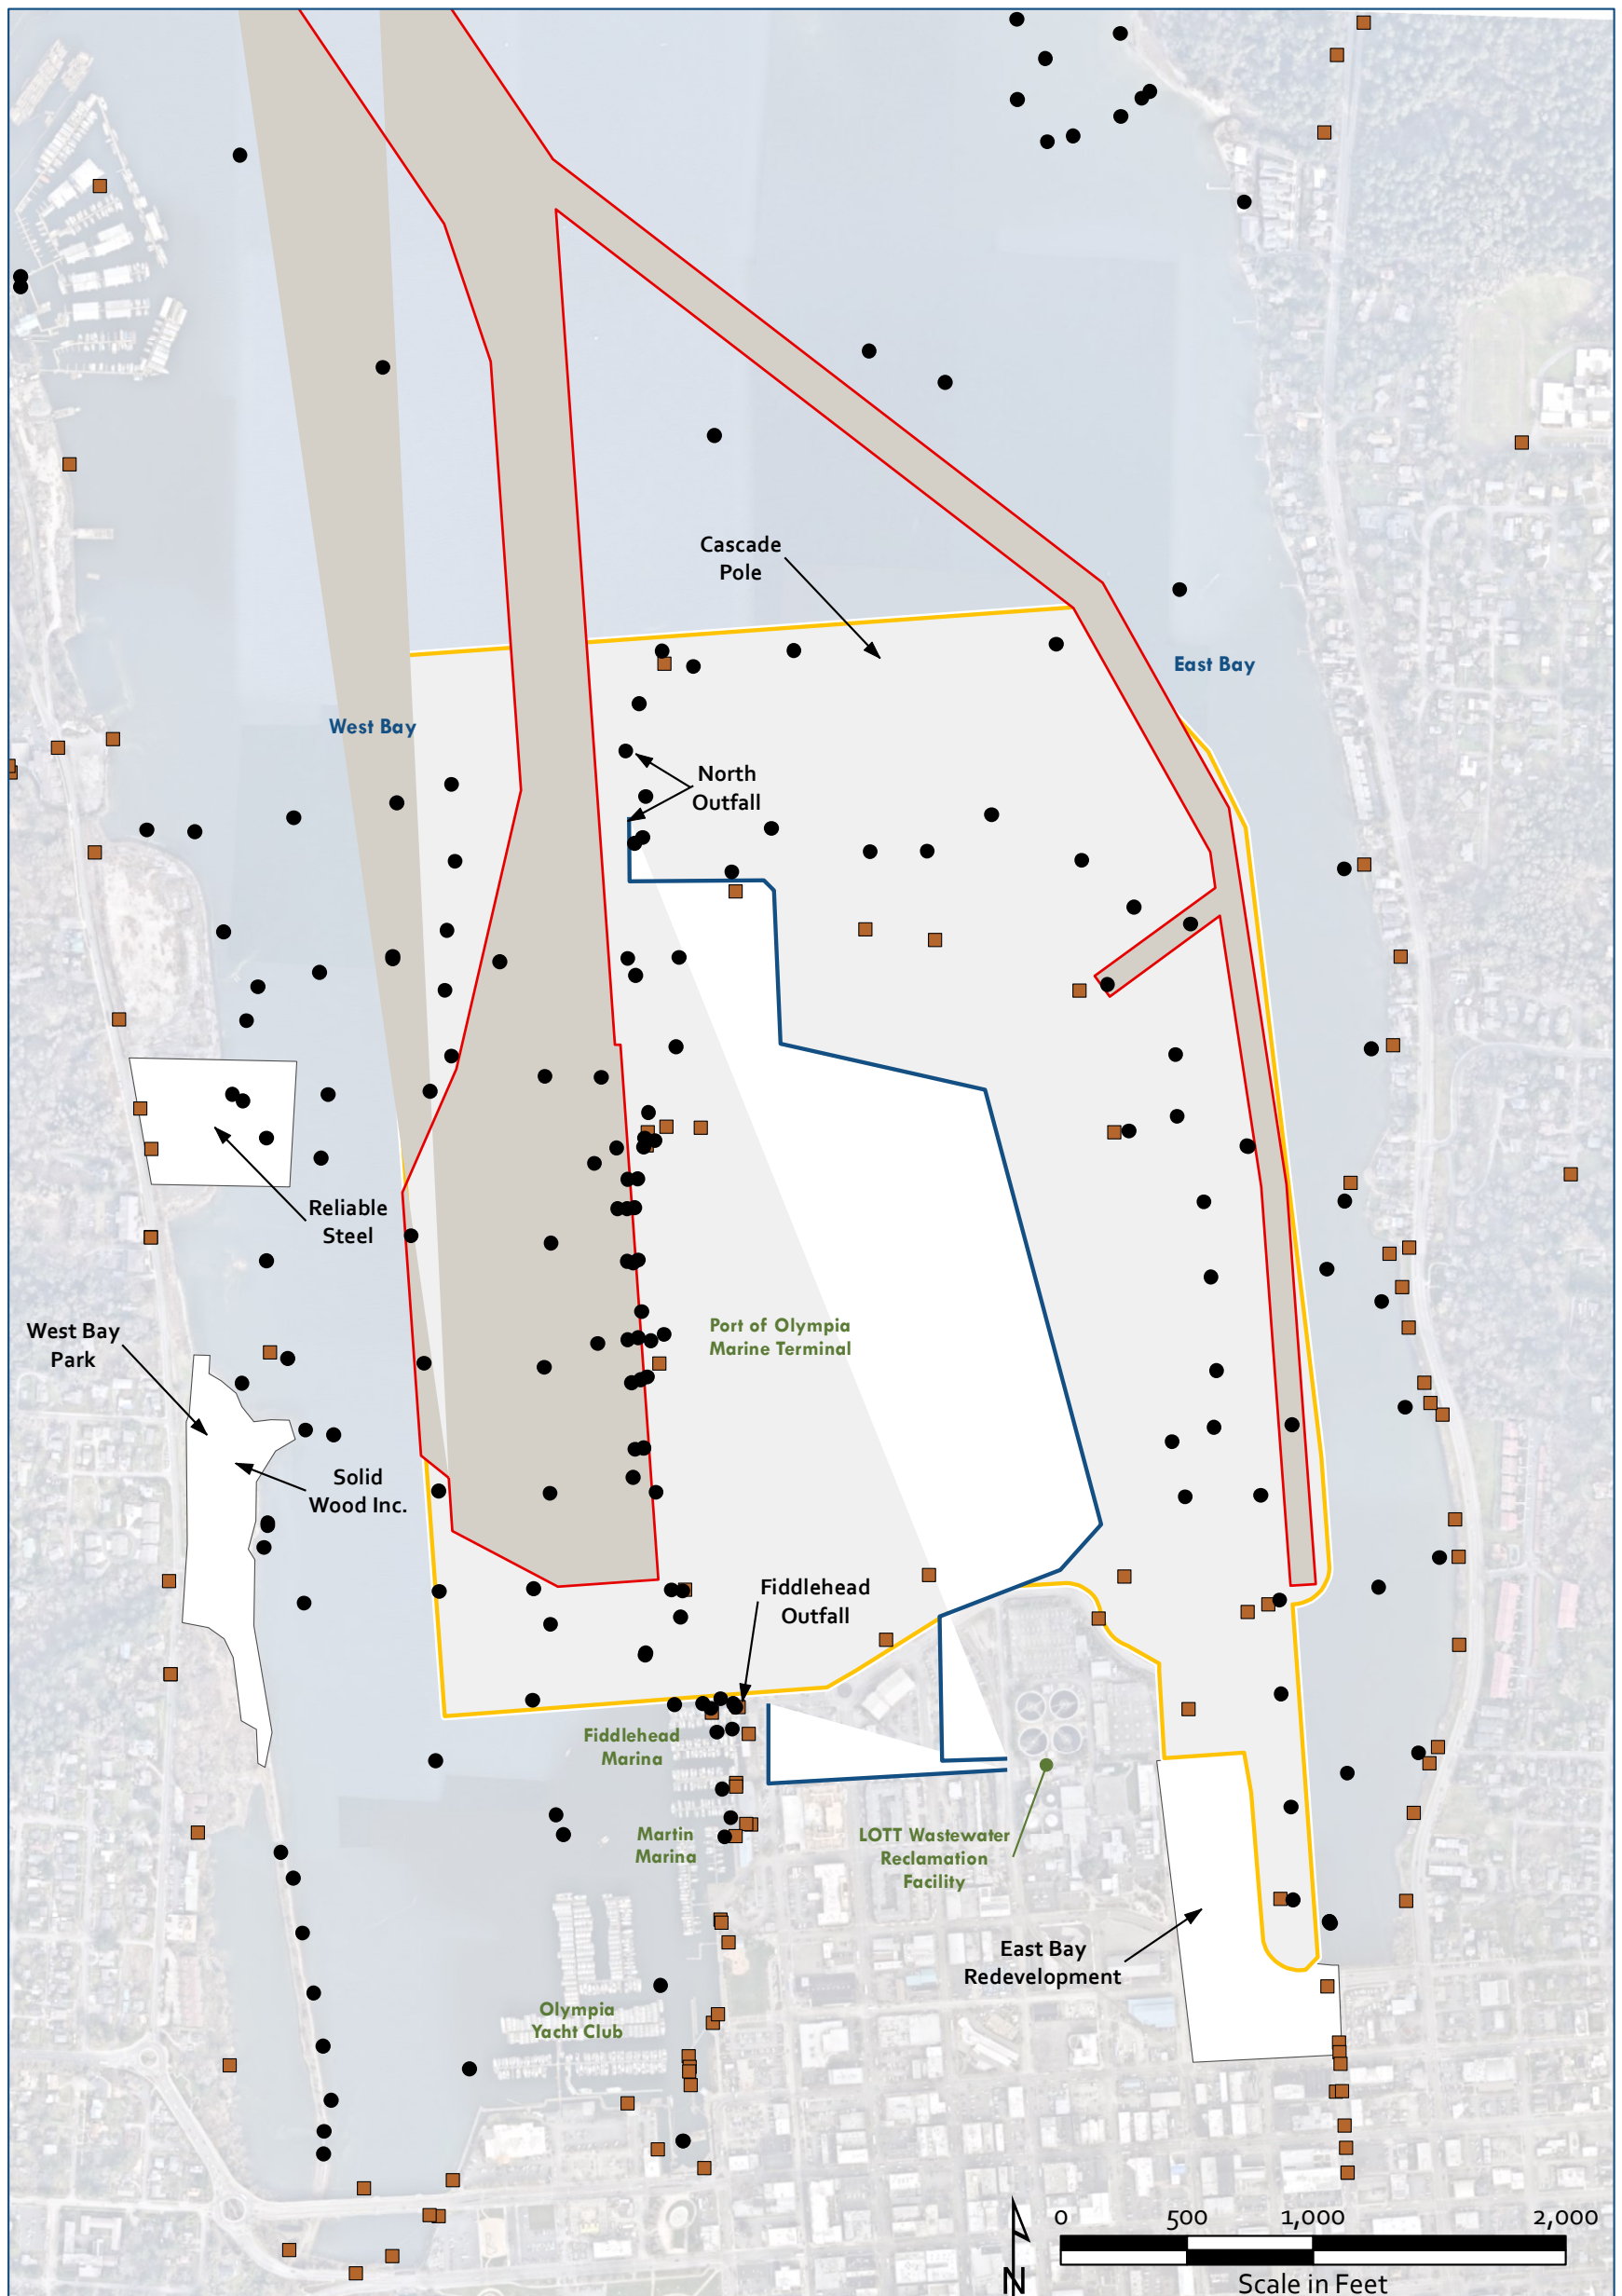 Cascade
Pole
East Bay
West Bay
North
Outfall
Reliable
Steel
West Bay
Park
Port of Olympia
Marine Terminal
Solid
Wood Inc.
Fiddlehead
Outfall
Fiddlehead
Marina
Martin
Marina
LOTT Wastewater
Reclamation
Facility
East Bay
Redevelopment
Olympia
Yacht Club
N
0 500 1,000 2,000
Scale in Feet